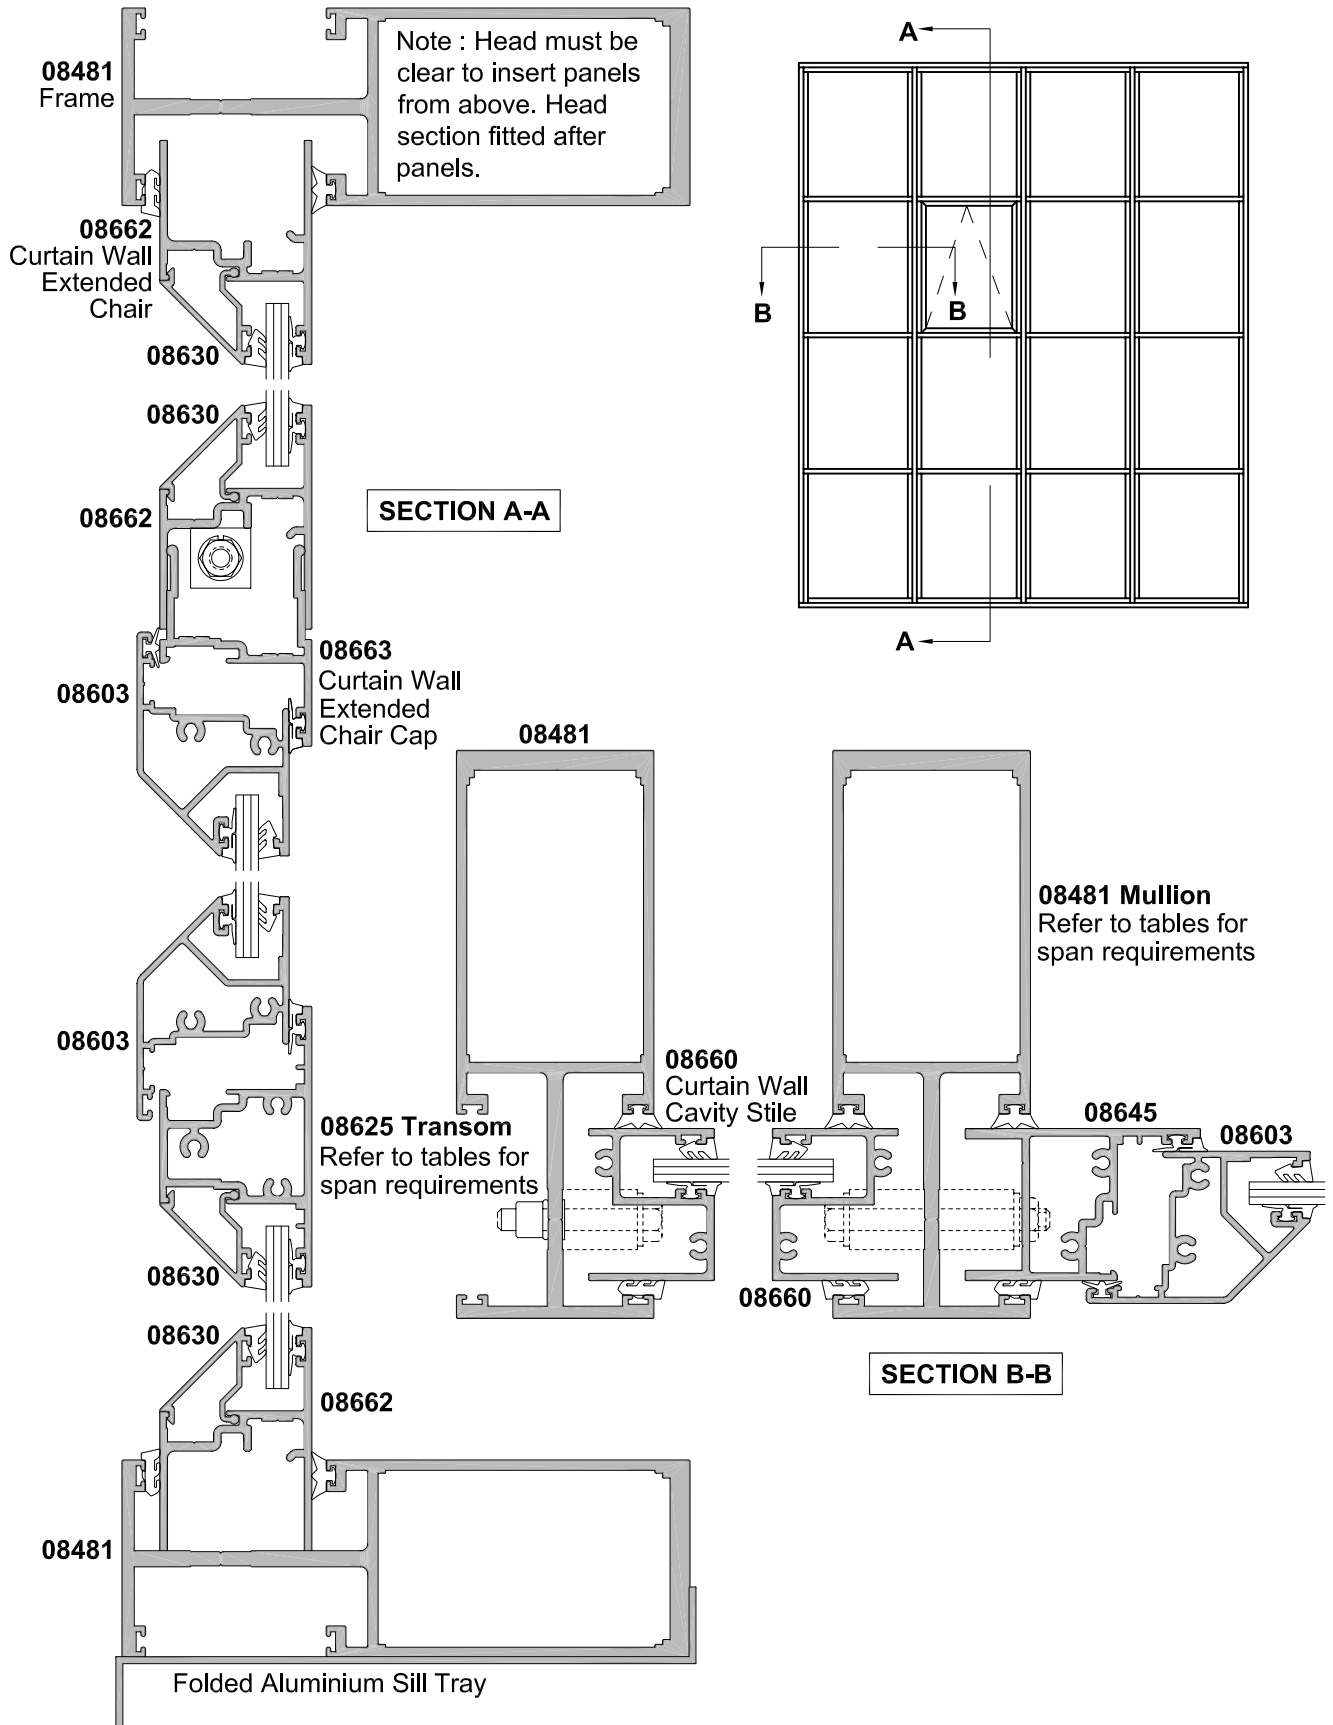 08481
Frame
Note : Head must be
clear to insert panels
from above. Head
section fitted after
panels.
08662
Curtain Wall
Extended
Chair
08630
08630
08662
SECTION A-A
08603
08663
Curtain Wall
Extended
Chair Cap
08603
08625 Transom
Refer to tables for
span requirements
08630
08630
08662
08481
Folded Aluminium Sill Tray
A
B
B
A
08481
08481 Mullion
Refer to tables for
span requirements
08660
Curtain Wall
Cavity Stile
08645
08603
08660
SECTION B-B